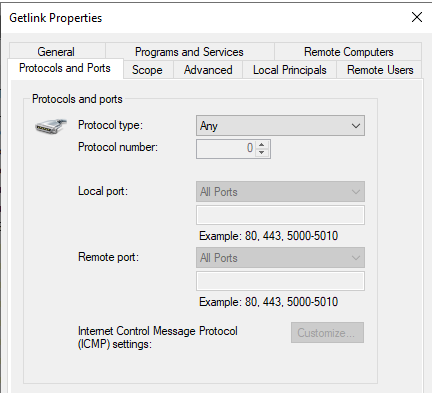 Getlink Properties
General
Programs and Services
Remote Computers
Protocols and Ports
Scope
Advanced
Local Principals
Remote Users
Protocols and ports
Protocol type:
Any
Protocol number:
0
Local port:
All Ports
Example: 80, 443, 5000-5010
Remote port:
All Ports
Example: 80, 443, 5000-5010
Internet Control Message Protocol
(ICMP) settings:
Customize...